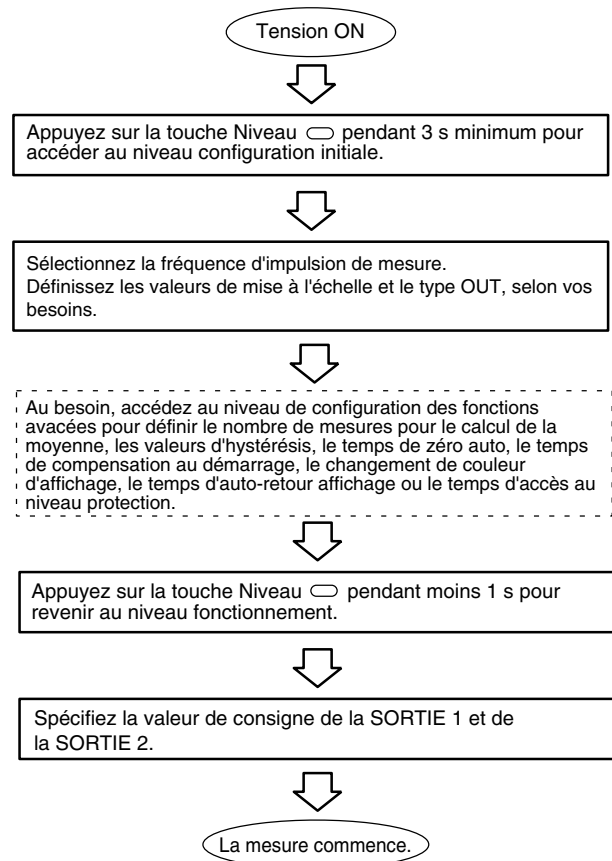 Tension ON
Appuyez sur la touche Niveau pendant 3 s minimum pour
accéder au niveau configuration initiale.
Sélectionnez la fréquence d'impulsion de mesure.
Définissez les valeurs de mise à l'échelle et le type OUT, selon vos
besoins.
Au besoin, accédez au niveau de configuration des fonctions
avacées pour définir le nombre de mesures pour le calcul de la
moyenne, les valeurs d'hystérésis, le temps de zéro auto, le temps
de compensation au démarrage, le changement de couleur
d'affichage, le temps d'auto-retour affichage ou le temps d'accès au
niveau protection.
Appuyez sur la touche Niveau pendant moins 1 s pour
revenir au niveau fonctionnement.
Spécifiez la valeur de consigne de la SORTIE 1 et de
la SORTIE 2.
La mesure commence.